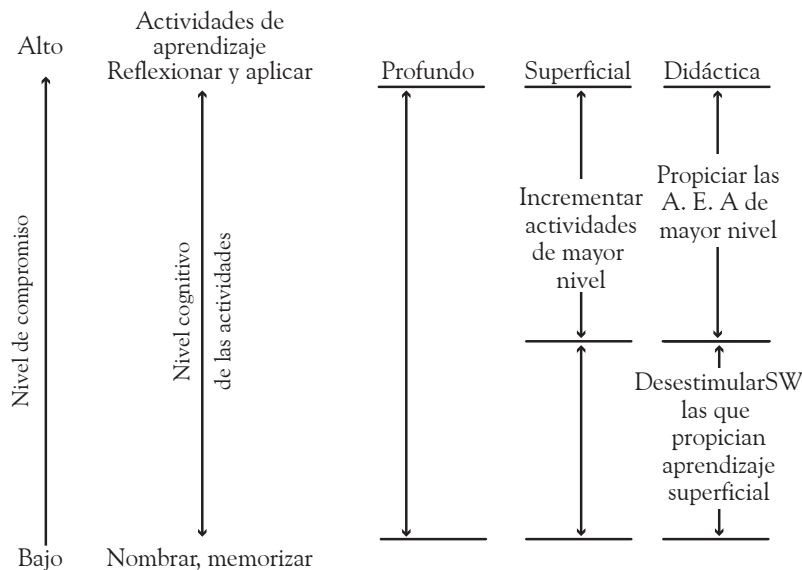 Alto
Actividades de
aprendizaje
Reflexionar y aplicar
Profundo
Superficial
Didáctica
Nivel de compromiso
Nivel cognitivo
de las actividades
Incrementar
actividades
de mayor
nivel
Propiciar las
A. E. A de
mayor nivel
DesestimularSW
las que
propician
aprendizaje
superficial
Bajo
Nombrar, memorizar